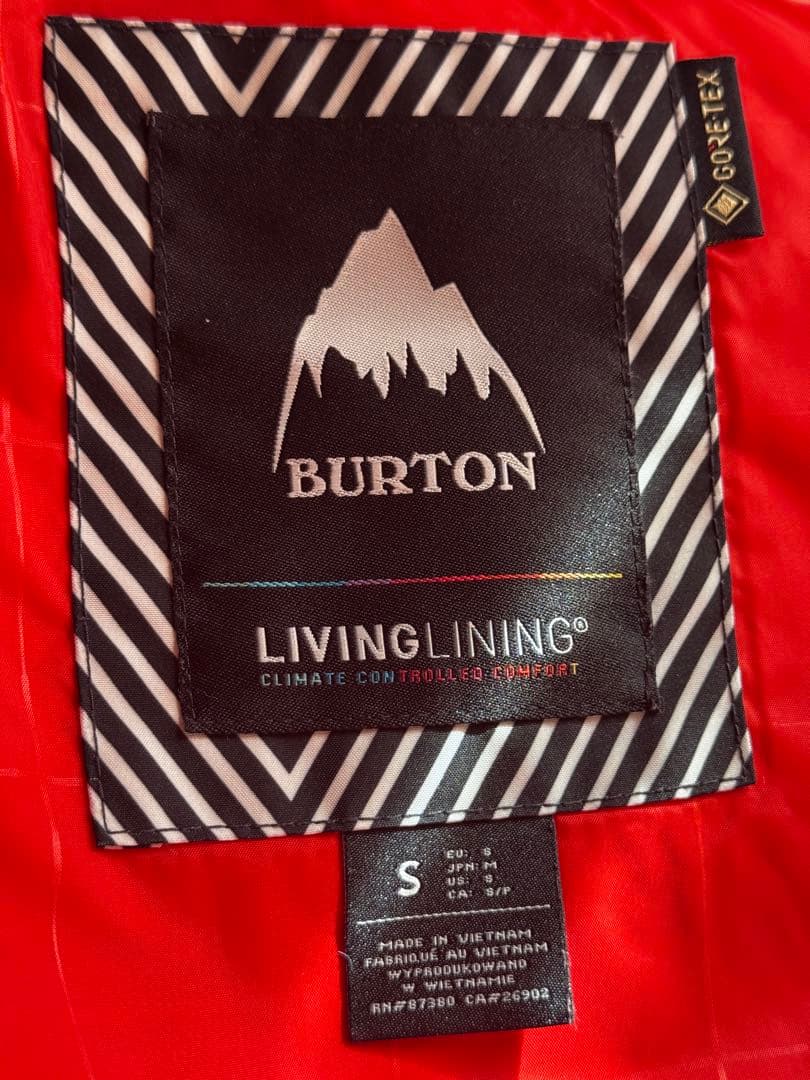 GORE-TEX
BURTON
LIVINGLINING®
CLIMATE CONTROLLED COMFORT
S
EU: S
JPN: M
US: S
CA: S/P
MADE IN VIETNAM
FABRIQUÉ AU VIETNAM
WYPRODUKOWANO
W WIETNAMIE
RN#87380 CA#26902